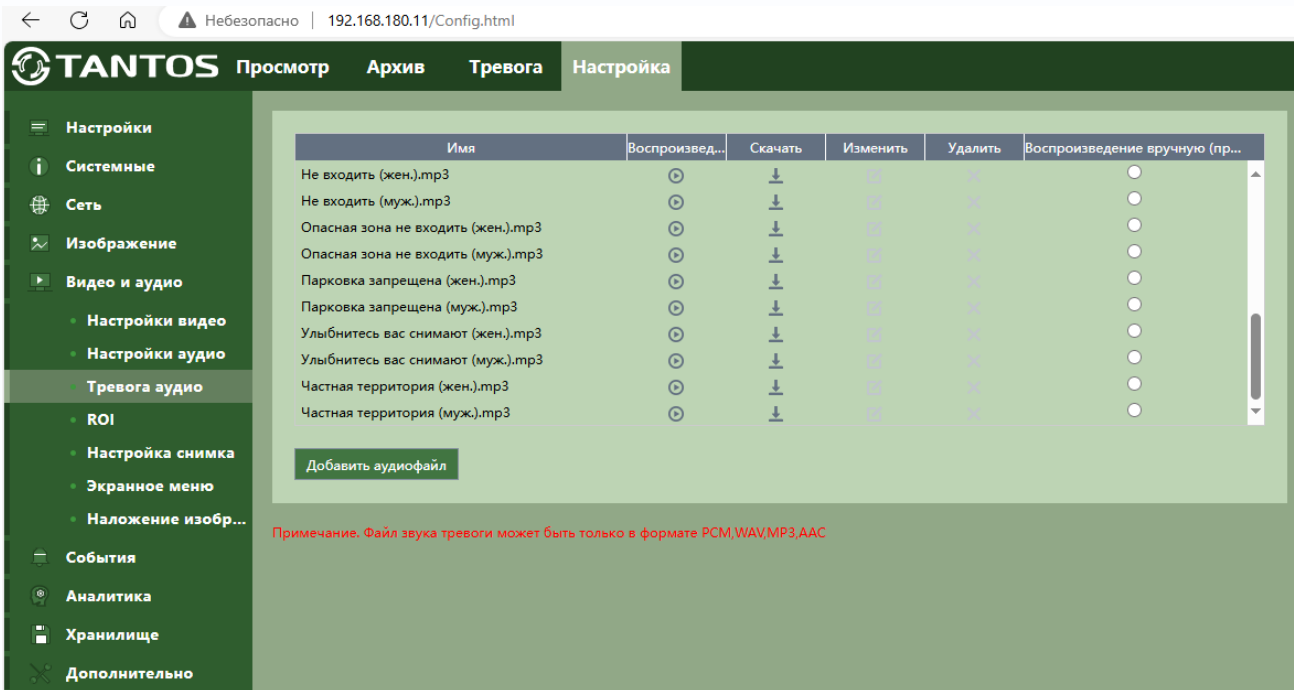 Небезопасно | 192.168.180.11/Config.html
TANTOS Просмотр Архив Тревога Настройка
Настройки
Системные
Сеть
Изображение
Видео и аудио
Настройки видео
Настройки аудио
Тревога аудио
ROI
Настройка снимка
Экранное меню
Наложение изобр...
События
Аналитика
Хранилище
Дополнительно
Имя Воспроизвед... Скачать Изменить Удалить Воспроизведение вручную (пр...
Не входить (жен.).mp3
Не входить (муж.).mp3
Опасная зона не входить (жен.).mp3
Опасная зона не входить (муж.).mp3
Парковка запрещена (жен.).mp3
Парковка запрещена (муж.).mp3
Улыбнитесь вас снимают (жен.).mp3
Улыбнитесь вас снимают (муж.).mp3
Частная территория (жен.).mp3
Частная территория (муж.).mp3
Добавить аудиофайл
Примечание. Файл звука тревоги может быть только в формате PCM,WAV,MP3,AAC